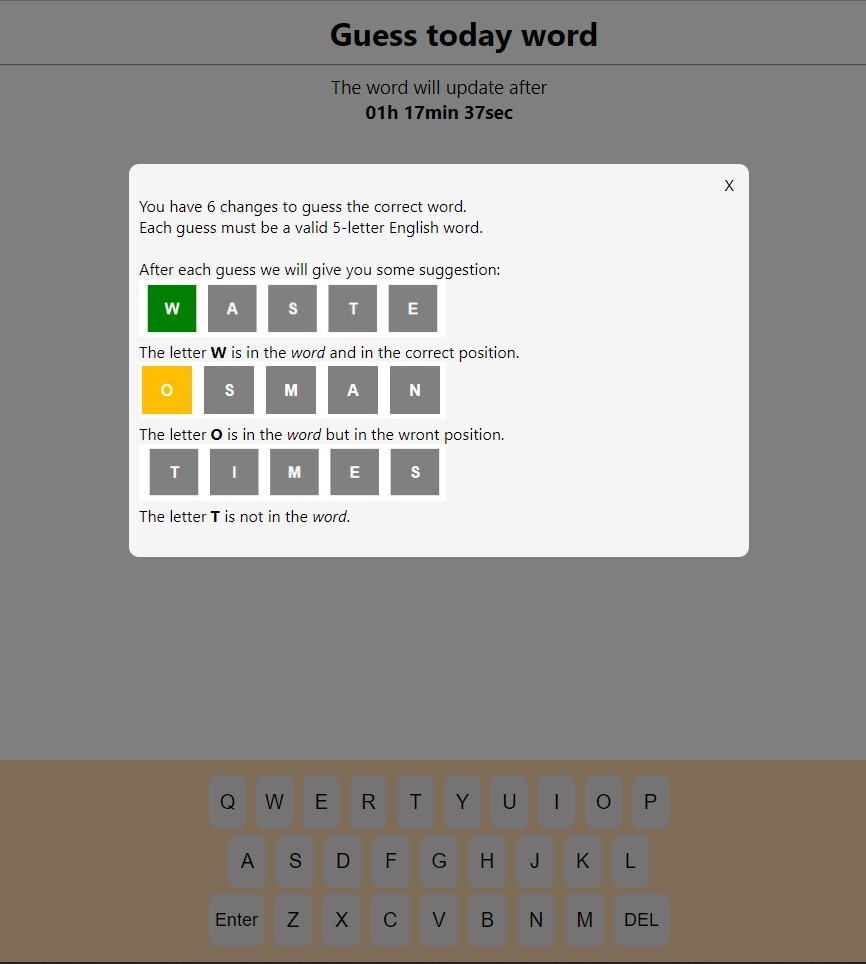 Guess today word
The word will update after
01h 17min 37sec
X
You have 6 changes to guess the correct word.
Each guess must be a valid 5-letter English word.
After each guess we will give you some suggestion:
W A S T E
The letter W is in the word and in the correct position.
O S M A N
The letter O is in the word but in the wront position.
T I M E S
The letter T is not in the word.
Q W E R T Y U I O P
A S D F G H J K L
Enter Z X C V B N M DEL